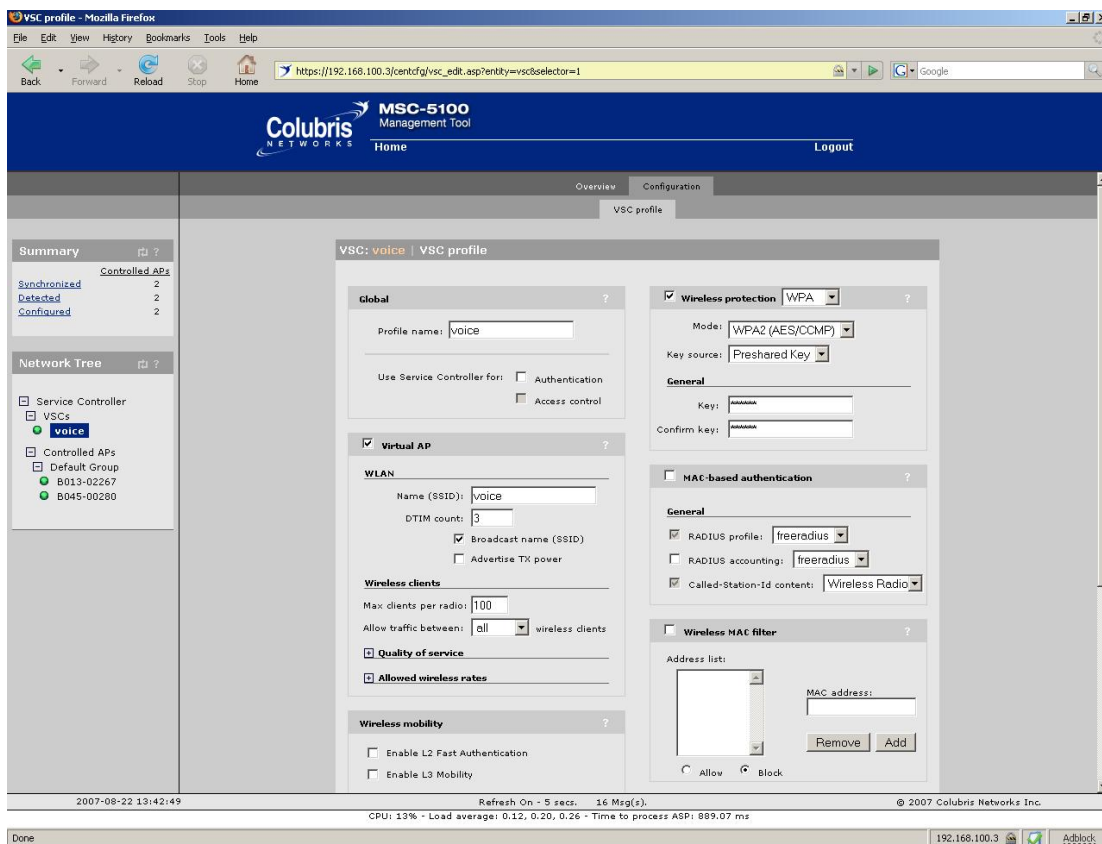 VSC profile - Mozilla Firefox
File Edit View History Bookmarks Tools Help
Back Forward Reload Stop Home https://192.168.100.3/centcfg/vsc_edit.asp?entity=vsc&selector=1 G Google
Colubris NETWORKS MSC-5100
Management Tool
Home Logout
Overview Configuration
VSC profile
Summary ?
Controlled APs
Synchronized 2
Detected 2
Configured 2
Network Tree ?
Service Controller
VSCs
voice
Controlled APs
Default Group
B013-02267
B045-00280
VSC: voice | VSC profile
Global ?
Profile name: voice
Use Service Controller for: Authentication
Access control
Virtual AP ?
WLAN
Name (SSID): voice
DTIM count: 3
Broadcast name (SSID)
Advertise TX power
Wireless clients
Max clients per radio: 100
Allow traffic between: all wireless clients
Quality of service
Allowed wireless rates
Wireless mobility ?
Enable L2 Fast Authentication
Enable L3 Mobility
Wireless protection WPA ?
Mode: WPA2 (AES/CCMP)
Key source: Preshared Key
General
Key: ******
Confirm key: ******
MAC-based authentication ?
General
RADIUS profile: freeradius
RADIUS accounting: freeradius
Called-Station-Id content: Wireless Radio
Wireless MAC filter ?
Address list:
MAC address:
Remove Add
Allow Block
2007-08-22 13:42:49 Refresh On - 5 secs. 16 Msg(s). © 2007 Colubris Networks Inc.
CPU: 13% - Load average: 0.12, 0.20, 0.26 - Time to process ASP: 889.07 ms
Done 192.168.100.3 Adblock